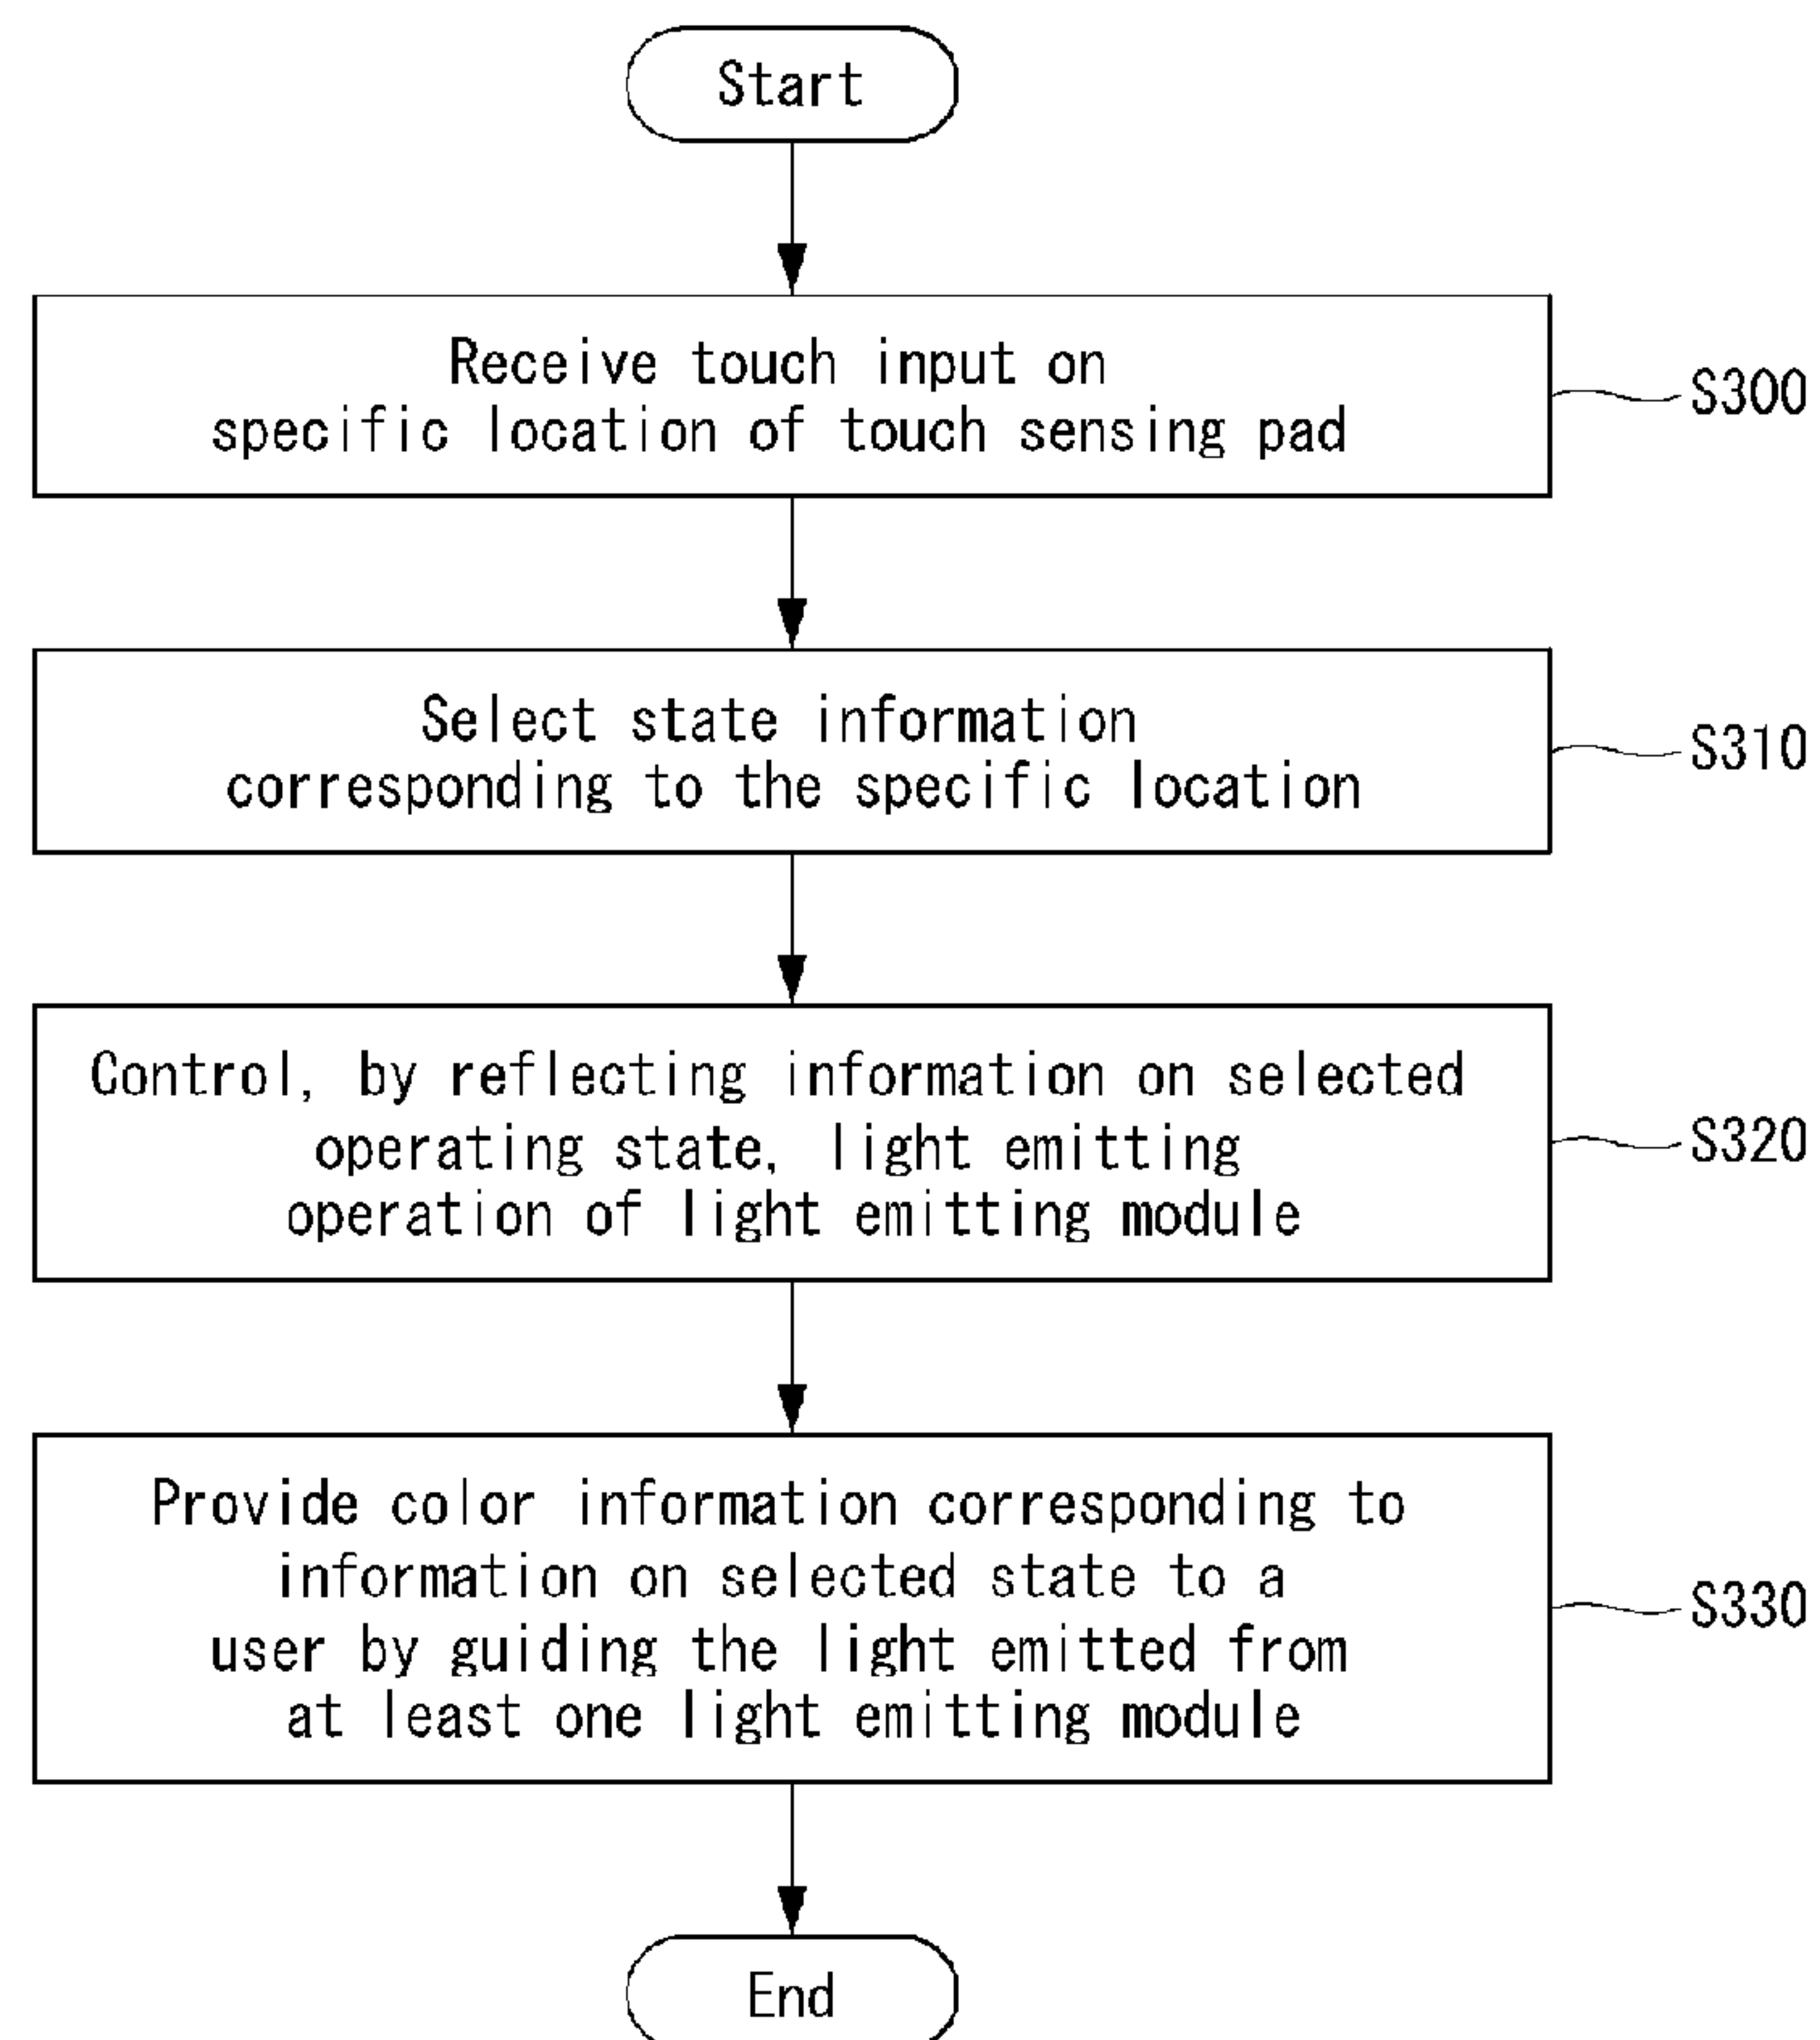 Start
Receive touch input on
specific location of touch sensing pad
S300
Select state information
corresponding to the specific location
S310
Control, by reflecting information on selected
operating state, light emitting
operation of light emitting module
S320
Provide color information corresponding to
information on selected state to a
user by guiding the light emitted from
at least one light emitting module
S330
End